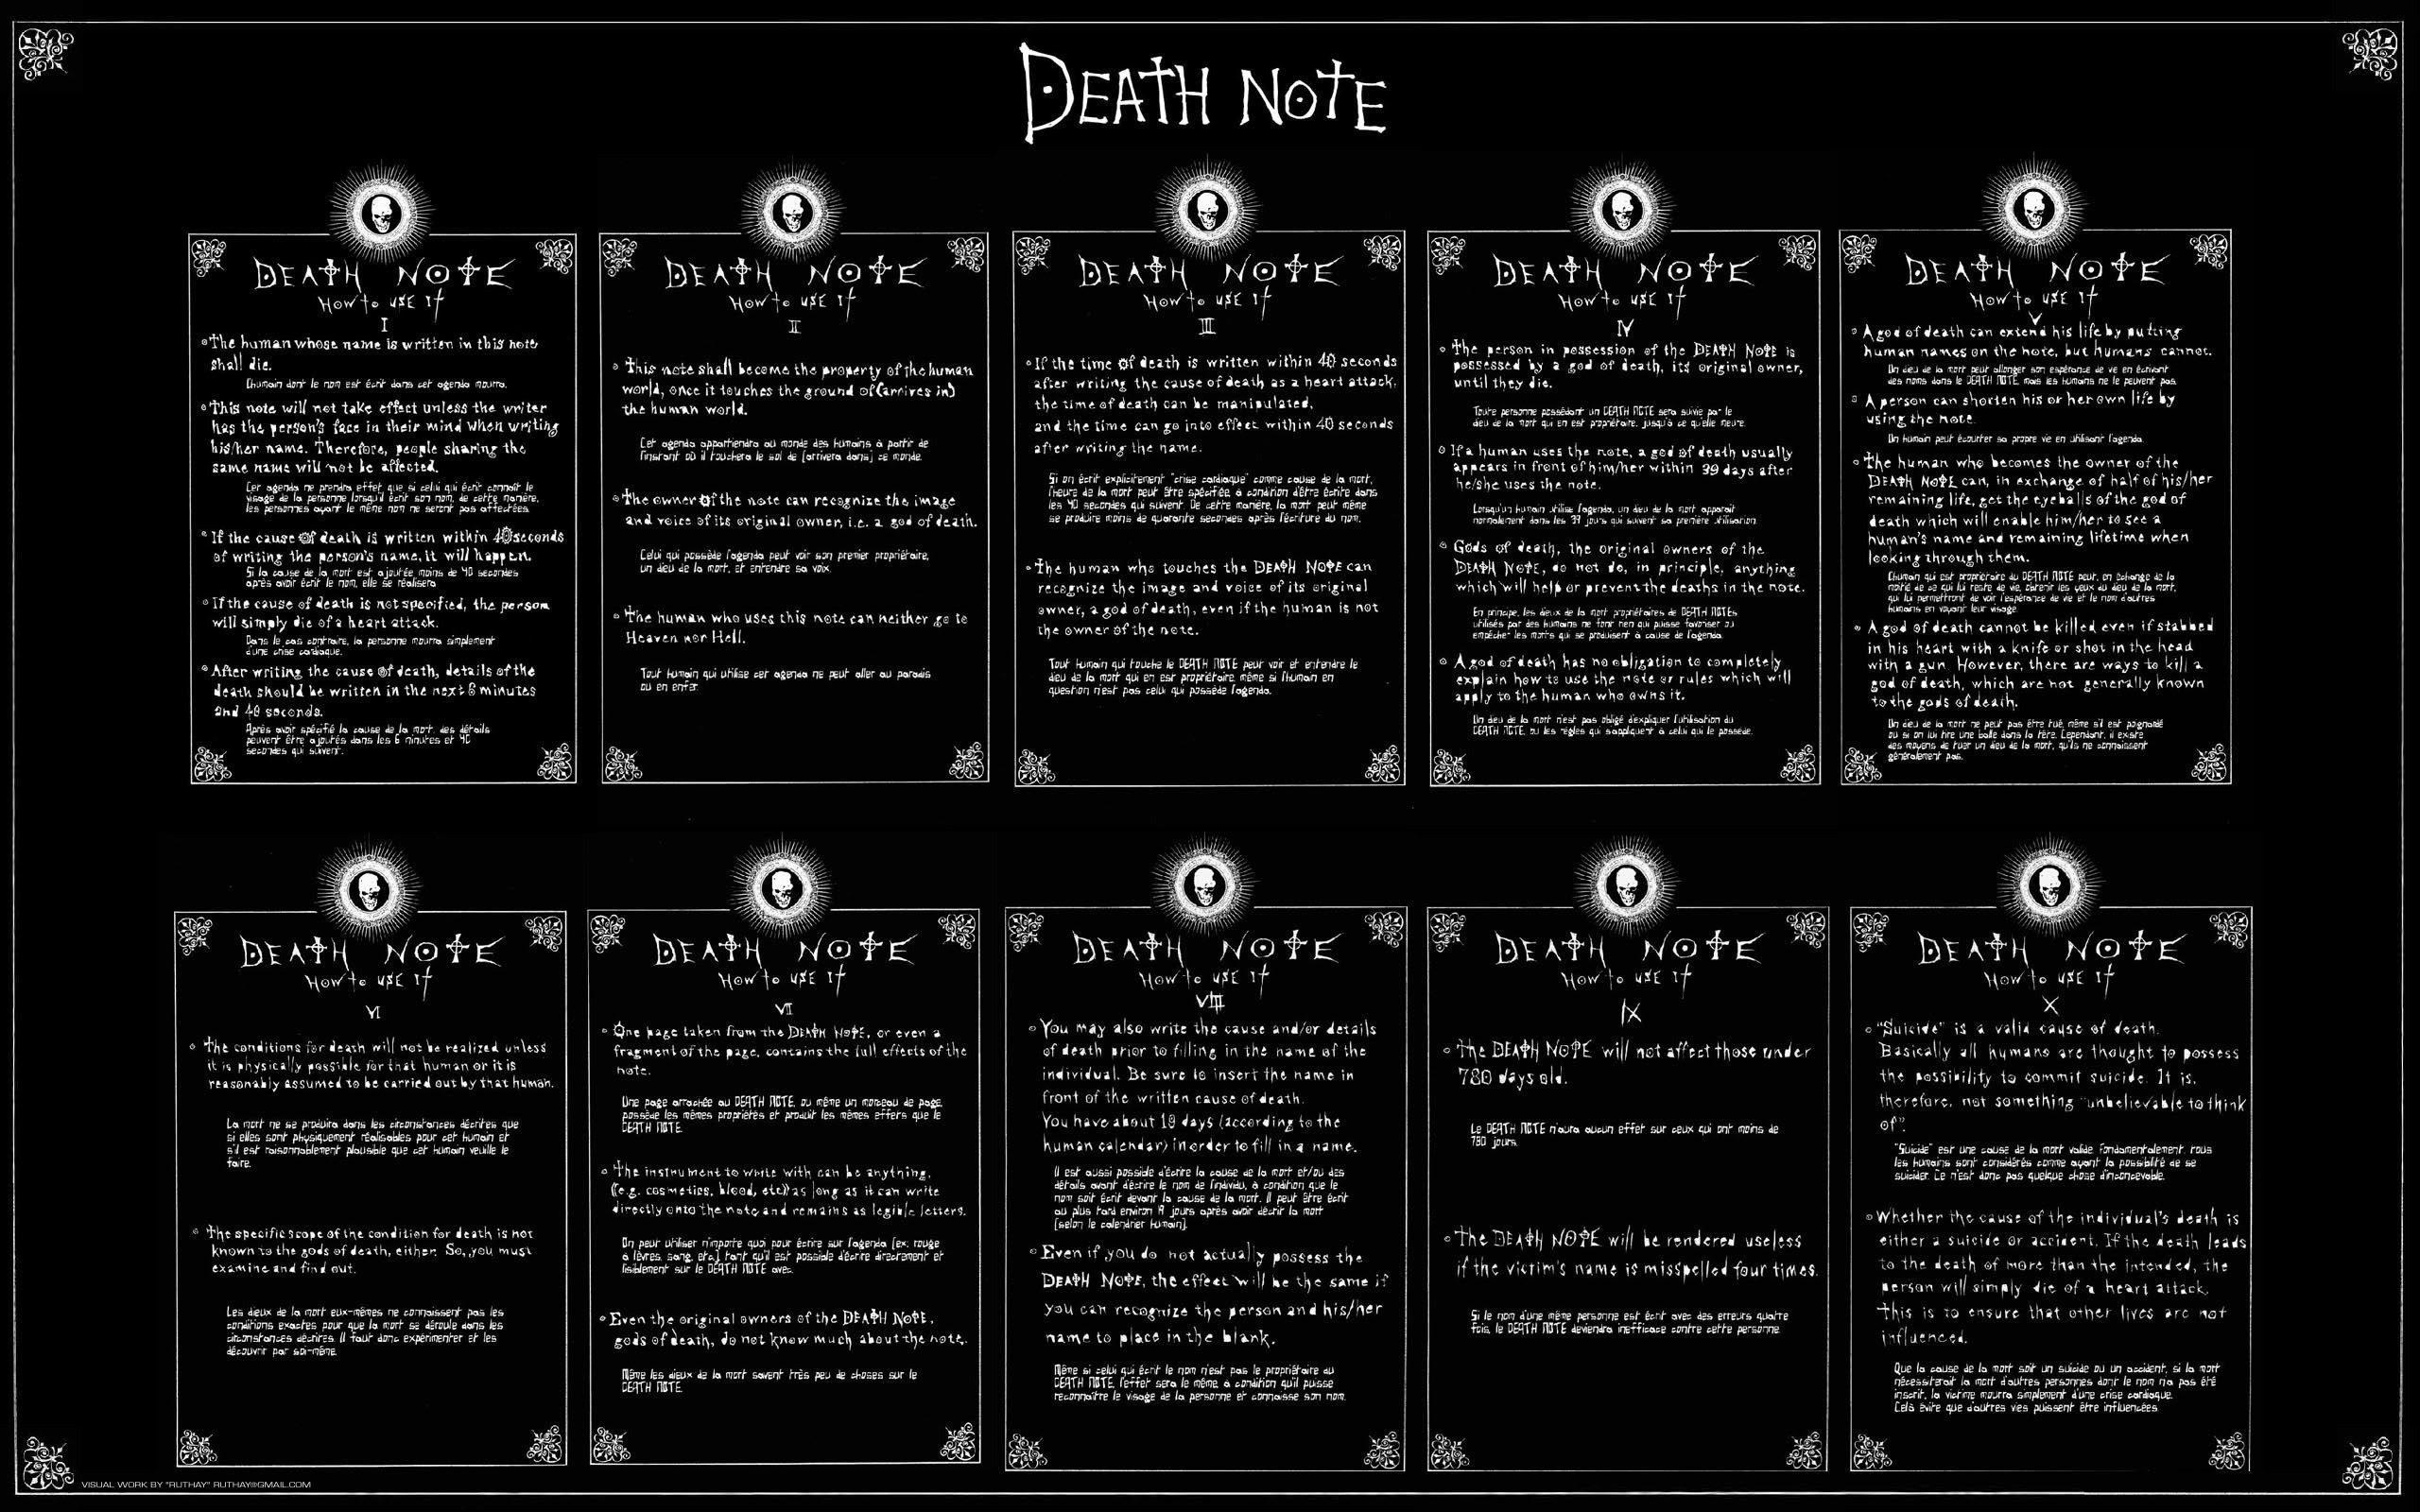 DEATH NOTE
DEATH NOTE
How to USE It
I
The human whose name is written in this note
shall die.
L'humain dont le nom est écrit dans cet agenda mourra.
This note will not take effect unless the writer
has the person's face in their mind when writing
his/her name. Therefore, people sharing the
same name will not be affected.
Cet agenda ne prendra effet que si celui qui écrit connaît le
visage de la personne lorsqu'il écrit son nom, de cette manière,
les personnes ayant le même nom ne seront pas affectées.
If the cause of death is written within 40 seconds
of writing the person's name, it will happen.
Si la cause de la mort est ajoutée moins de 40 secondes
après avoir écrit le nom, elle se réalisera
If the cause of death is not specified, the person
will simply die of a heart attack.
Dans le cas contraire, la personne mourra simplement
d'une crise cardiaque.
After writing the cause of death, details of the
death should be written in the next 6 minutes
and 40 seconds.
Après avoir spécifié la cause de la mort, des détails
peuvent être ajoutés dans les 6 minutes et 40
secondes qui suivent.
DEATH NOTE
How to USE It
II
This note shall become the property of the human
world, once it touches the ground of (arrives in)
the human world.
Cet agenda appartiendra au monde des humains à partir de
l'instant où il touchera le sol de (arrivera dans) ce monde.
The owner of the note can recognize the image
and voice of its original owner, i.e. a god of death.
Celui qui possède l'agenda peut voir son premier propriétaire,
un dieu de la mort, et entendre sa voix.
The human who uses this note can neither go to
Heaven nor Hell.
Tout humain qui utilise cet agenda ne peut aller au paradis
ou en enfer.
DEATH NOTE
How to USE It
III
If the time of death is written within 40 seconds
after writing the cause of death as a heart attack,
the time of death can be manipulated,
and the time can go into effect within 40 seconds
after writing the name.
Si on écrit explicitement "crise cardiaque" comme cause de la mort,
l'heure de la mort peut être spécifiée à condition d'être écrite dans
les 40 secondes qui suivent. De cette manière, la mort peut même
se produire moins de quarante secondes après l'écriture du nom.
The human who touches the DEATH NOTE can
recognize the image and voice of its original
owner, a god of death, even if the human is not
the owner of the note.
Tout humain qui touche le DEATH NOTE peut voir et entendre le
dieu de la mort qui en est propriétaire, même si l'humain en
question n'est pas celui qui possède l'agenda.
DEATH NOTE
How to USE It
IV
The person in possession of the DEATH NOTE is
possessed by a god of death, its original owner,
until they die.
Toute personne possédant un DEATH NOTE sera suivie par le
dieu de la mort qui en est propriétaire, jusqu'à ce qu'elle meure.
If a human uses the note, a god of death usually
appears in front of him/her within 39 days after
he/she uses the note.
Lorsqu'un humain utilise l'agenda, un dieu de la mort apparaît
normalement dans les 39 jours qui suivent sa première utilisation
Gods of death, the original owners of the
DEATH NOTE, do not do, in principle, anything
which will help or prevent the deaths in the note.
En principe, les dieux de la mort propriétaires de DEATH NOTEs
utilisés par des humains ne font rien qui puisse favoriser ou
empêcher les morts qui se produisent à cause de l'agenda.
A god of death has no obligation to completely
explain how to use the note or rules which will
apply to the human who owns it.
Un dieu de la mort n'est pas obligé d'expliquer l'utilisation du
DEATH NOTE ou les règles qui s'appliquent à celui qui le possède.
DEATH NOTE
How to USE It
V
A god of death can extend his life by putting
human names on the note, but humans cannot.
Un dieu de la mort peut allonger son espérance de vie en écrivant
des noms dans le DEATH NOTE, mais les humains ne le peuvent pas.
A person can shorten his or her own life by
using the note.
Un humain peut écourter sa propre vie en utilisant l'agenda.
The human who becomes the owner of the
DEATH NOTE can, in exchange of half of his/her
remaining life, get the eyeballs of the god of
death which will enable him/her to see a
human's name and remaining lifetime when
looking through them.
L'humain qui est propriétaire du DEATH NOTE peut, en échange de la
moitié de ce qui lui reste de vie, obtenir les yeux du dieu de la mort,
qui lui permettront de voir l'espérance de vie et le nom d'autres
humains en voyant leur visage.
A god of death cannot be killed even if stabbed
in his heart with a knife or shot in the head
with a gun. However, there are ways to kill a
god of death, which are not generally known
to the gods of death.
Un dieu de la mort ne peut pas être tué, même s'il est poignardé
ou si on lui tire une balle dans la tête. Cependant, il existe
des moyens de tuer un dieu de la mort, qu'ils ne connaissent
généralement pas.
DEATH NOTE
How to USE It
VI
The conditions for death will not be realized unless
it is physically possible for that human or it is
reasonably assumed to be carried out by that human.
La mort ne se produira dans les circonstances décrites que
si elles sont physiquement réalisables pour cet humain et
s'il est raisonnablement plausible que cet humain veuille le
faire.
The specific scope of the condition for death is not
known to the gods of death, either. So, you must
examine and find out.
Les dieux de la mort eux-mêmes ne connaissent pas les
conditions exactes pour que la mort se déroule dans les
circonstances décrites. Il faut donc expérimenter et les
découvrir par soi-même.
DEATH NOTE
How to USE It
VII
One page taken from the DEATH NOTE, or even a
fragment of the page, contains the full effects of the
note.
Une page arrachée au DEATH NOTE, ou même un morceau de page,
possède les mêmes propriétés et produit les mêmes effets que le
DEATH NOTE.
The instrument to write with can be anything,
(e.g. cosmetics, blood, etc) as long as it can write
directly onto the note and remains as legible letters.
On peut utiliser n'importe quoi pour écrire sur l'agenda (ex: rouge
à lèvres, sang, etc.) tant qu'il est possible d'écrire directement et
lisiblement sur le DEATH NOTE avec.
Even the original owners of the DEATH NOTE,
gods of death, do not know much about the note.
Même les dieux de la mort savent très peu de choses sur le
DEATH NOTE.
DEATH NOTE
How to USE It
VIII
You may also write the cause and/or details
of death prior to filling in the name of the
individual. Be sure to insert the name in
front of the written cause of death.
You have about 19 days (according to the
human calendar) in order to fill in a name.
Il est aussi possible d'écrire la cause de la mort et/ou des
détails avant d'écrire le nom de l'individu, à condition que le
nom soit écrit devant la cause de la mort. Il peut être écrit
au plus tard environ 19 jours après avoir décrit la mort
(selon le calendrier humain).
Even if you do not actually possess the
DEATH NOTE, the effect will be the same if
you can recognize the person and his/her
name to place in the blank.
Même si celui qui écrit le nom n'est pas le propriétaire du
DEATH NOTE, l'effet sera le même, à condition qu'il puisse
reconnaître le visage de la personne et connaisse son nom.
DEATH NOTE
How to USE It
IX
The DEATH NOTE will not affect those under
780 days old.
Le DEATH NOTE n'aura aucun effet sur ceux qui ont moins de
780 jours.
The DEATH NOTE will be rendered useless
if the victim's name is misspelled four times.
Si le nom d'une même personne est écrit avec des erreurs quatre
fois, le DEATH NOTE deviendra inefficace contre cette personne.
DEATH NOTE
How to USE It
X
"Suicide" is a valid cause of death.
Basically all humans are thought to possess
the possibility to commit suicide. It is,
therefore, not something "unbelievable to think
of".
"Suicide" est une cause de la mort valide. Fondamentalement, tous
les humains sont considérés comme ayant la possibilité de se
suicider. Ce n'est donc pas quelque chose d'inconcevable.
Whether the cause of the individual's death is
either a suicide or accident, If the death leads
to the death of more than the intended, the
person will simply die of a heart attack.
This is to ensure that other lives are not
influenced.
Que la cause de la mort soit un suicide ou un accident, si la mort
nécessiterait la mort d'autres personnes dont le nom n'a pas été
inscrit, la victime mourra simplement d'une crise cardiaque.
Cela évite que d'autres vies puissent être influencées.
VISUAL WORK BY "RUTHAY" RUTHAY@GMAIL.COM